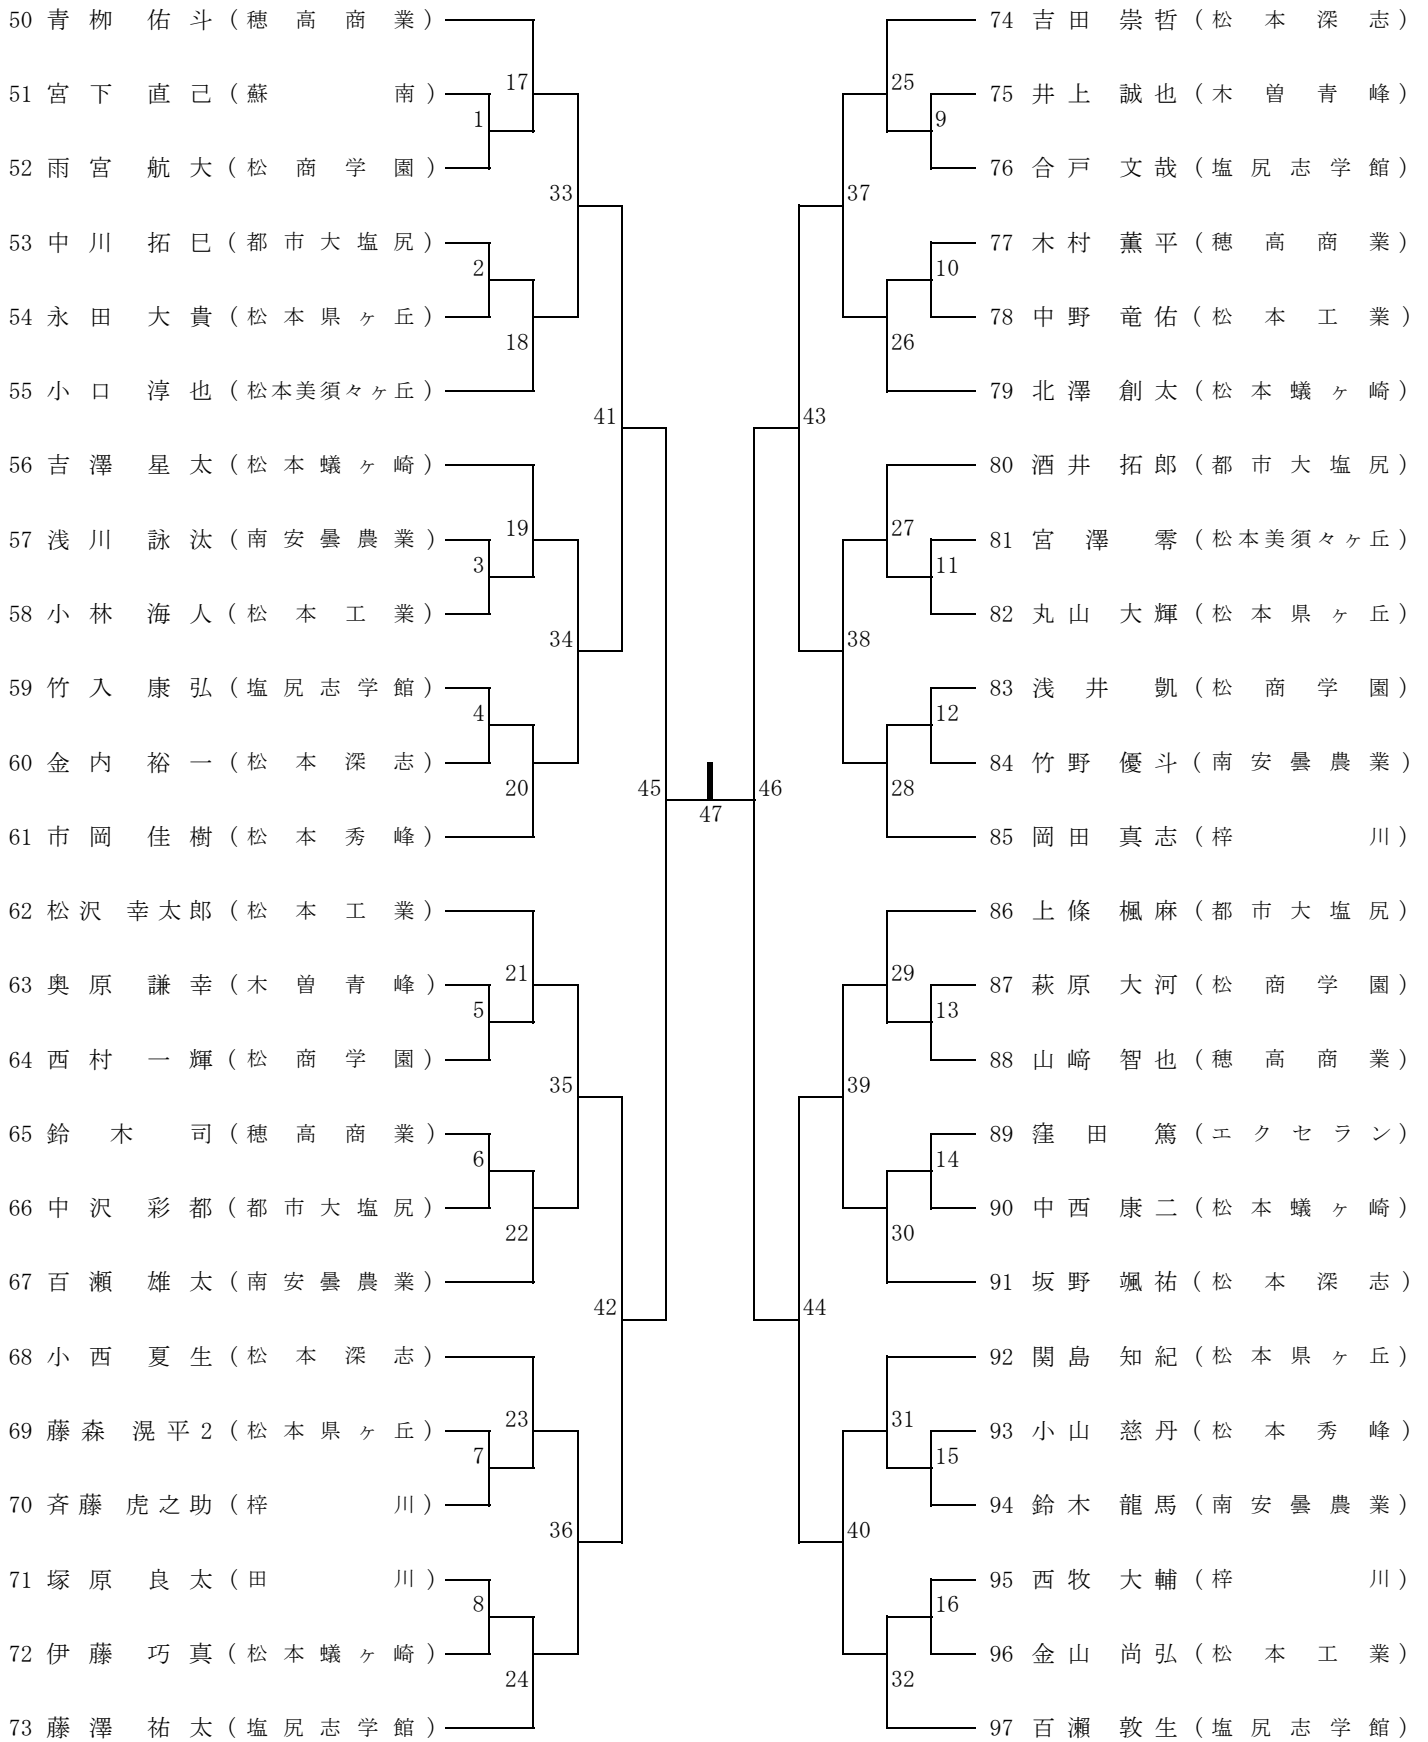 50 青栁 佑斗 (穂高商業)
51 宮下 直己 (蘇南)
52 雨宮 航大 (松商学園)
53 中川 拓巳 (都市大塩尻)
54 永田 大貴 (松本県ヶ丘)
55 小口 淳也 (松本美須々ヶ丘)
56 吉澤 星太 (松本蟻ヶ崎)
57 浅川 詠汰 (南安曇農業)
58 小林 海人 (松本工業)
59 竹入 康弘 (塩尻志学館)
60 金内 裕一 (松本深志)
61 市岡 佳樹 (松本秀峰)
62 松沢 幸太郎 (松本工業)
63 奥原 謙幸 (木曽青峰)
64 西村 一輝 (松商学園)
65 鈴木 司 (穂高商業)
66 中沢 彩都 (都市大塩尻)
67 百瀬 雄太 (南安曇農業)
68 小西 夏生 (松本深志)
69 藤森 滉平2 (松本県ヶ丘)
70 斉藤 虎之助 (梓川)
71 塚原 良太 (田川)
72 伊藤 巧真 (松本蟻ヶ崎)
73 藤澤 祐太 (塩尻志学館)
1
2
3
4
5
6
7
8
17
18
19
20
21
22
23
24
33
34
35
36
41
42
45
47
46
43
44
37
38
39
40
25
26
27
28
29
30
31
32
9
10
11
12
13
14
15
16
74 吉田 崇哲 (松本深志)
75 井上 誠也 (木曽青峰)
76 合戸 文哉 (塩尻志学館)
77 木村 薫平 (穂高商業)
78 中野 竜佑 (松本工業)
79 北澤 創太 (松本蟻ヶ崎)
80 酒井 拓郎 (都市大塩尻)
81 宮澤 零 (松本美須々ヶ丘)
82 丸山 大輝 (松本県ヶ丘)
83 浅井 凱 (松商学園)
84 竹野 優斗 (南安曇農業)
85 岡田 真志 (梓川)
86 上條 楓麻 (都市大塩尻)
87 萩原 大河 (松商学園)
88 山﨑 智也 (穂高商業)
89 窪田 篤 (エクセラン)
90 中西 康二 (松本蟻ヶ崎)
91 坂野 颯祐 (松本深志)
92 関島 知紀 (松本県ヶ丘)
93 小山 慈丹 (松本秀峰)
94 鈴木 龍馬 (南安曇農業)
95 西牧 大輔 (梓川)
96 金山 尚弘 (松本工業)
97 百瀬 敦生 (塩尻志学館)